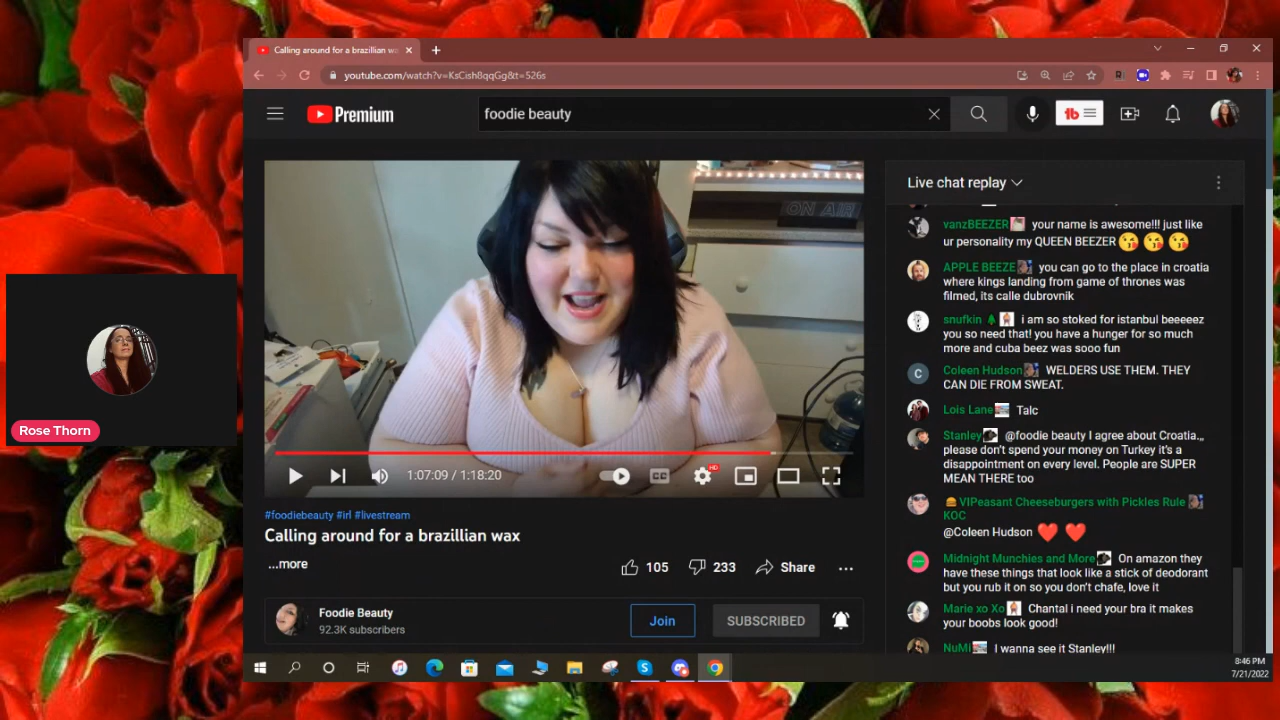 Calling around for a brazillian wa
youtube.com/watch?v=KsCish8qqGg&t=526s
Premium
foodie beauty
tb
ON AIR
1:07:09 / 1:18:20
CC
HD
#foodiebeauty #irl #livestream
Calling around for a brazillian wax
...more
105
233
Share
Foodie Beauty
92.3K subscribers
Join
SUBSCRIBED
Live chat replay
vanzBEEZER your name is awesome!!! just like
ur personality my QUEEN BEEZER
APPLE BEEZE you can go to the place in croatia
where kings landing from game of thrones was
filmed, its calle dubrovnik
snufkin i am so stoked for istanbul beeeeez
you so need that! you have a hunger for so much
more and cuba beez was sooo fun
C
Coleen Hudson WELDERS USE THEM. THEY
CAN DIE FROM SWEAT.
Lois Lane Talc
Stanley @foodie beauty I agree about Croatia.,,
please don't spend your money on Turkey it's a
disappointment on every level. People are SUPER
MEAN THERE too
VIPeasant Cheeseburgers with Pickles Rule
KOC
@Coleen Hudson
Midnight Munchies and More On amazon they
have these things that look like a stick of deodorant
but you rub it on so you don't chafe, love it
Marie xo Xo Chantal i need your bra it makes
your boobs look good!
NuMi I wanna see it Stanley!!!
Rose Thorn
8:46 PM
7/21/2022